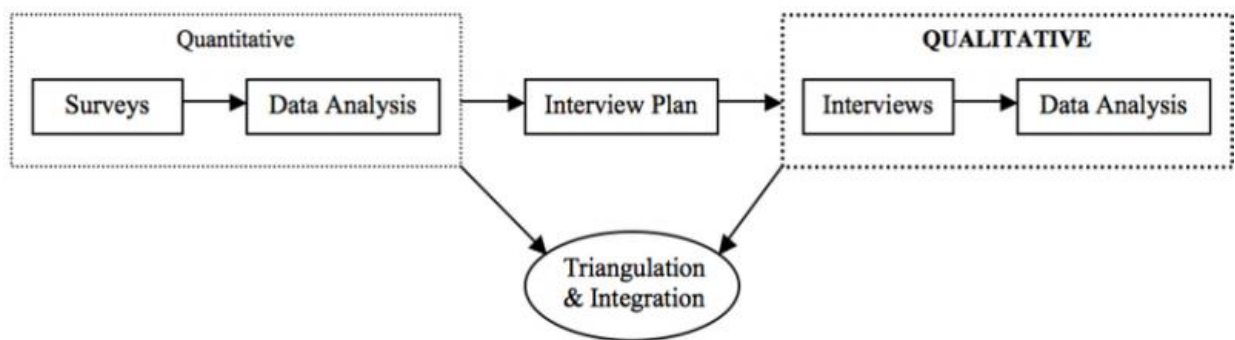 Quantitative
Surveys
Data Analysis
Interview Plan
QUALITATIVE
Interviews
Data Analysis
Triangulation
& Integration